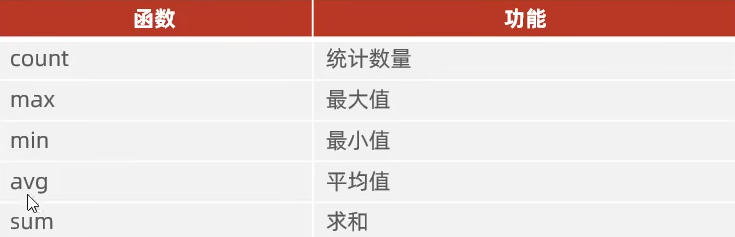 函数 功能
count 统计数量
max 最大值
min 最小值
avg 平均值
sum 求和